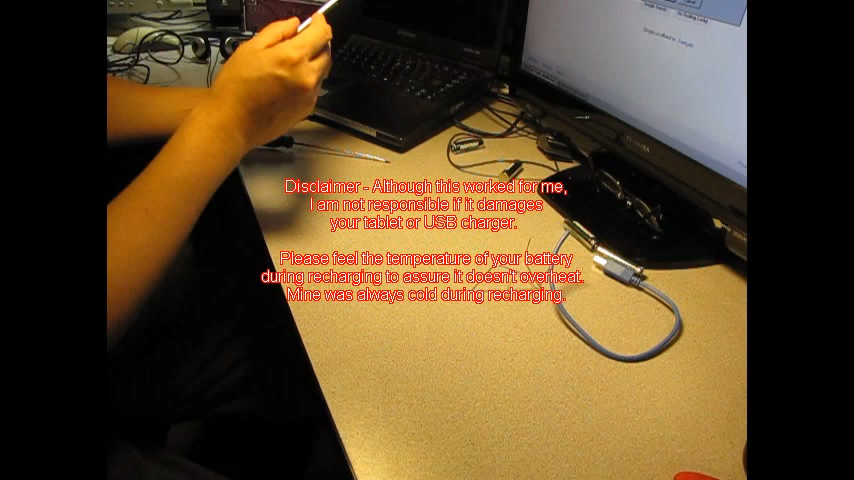 Disclaimer - Although this worked for me,
I am not responsible if it damages
your tablet or USB charger.
Please feel the temperature of your battery
during recharging to assure it doesn't overheat.
Mine was always cold during recharging.
TOSHIBA